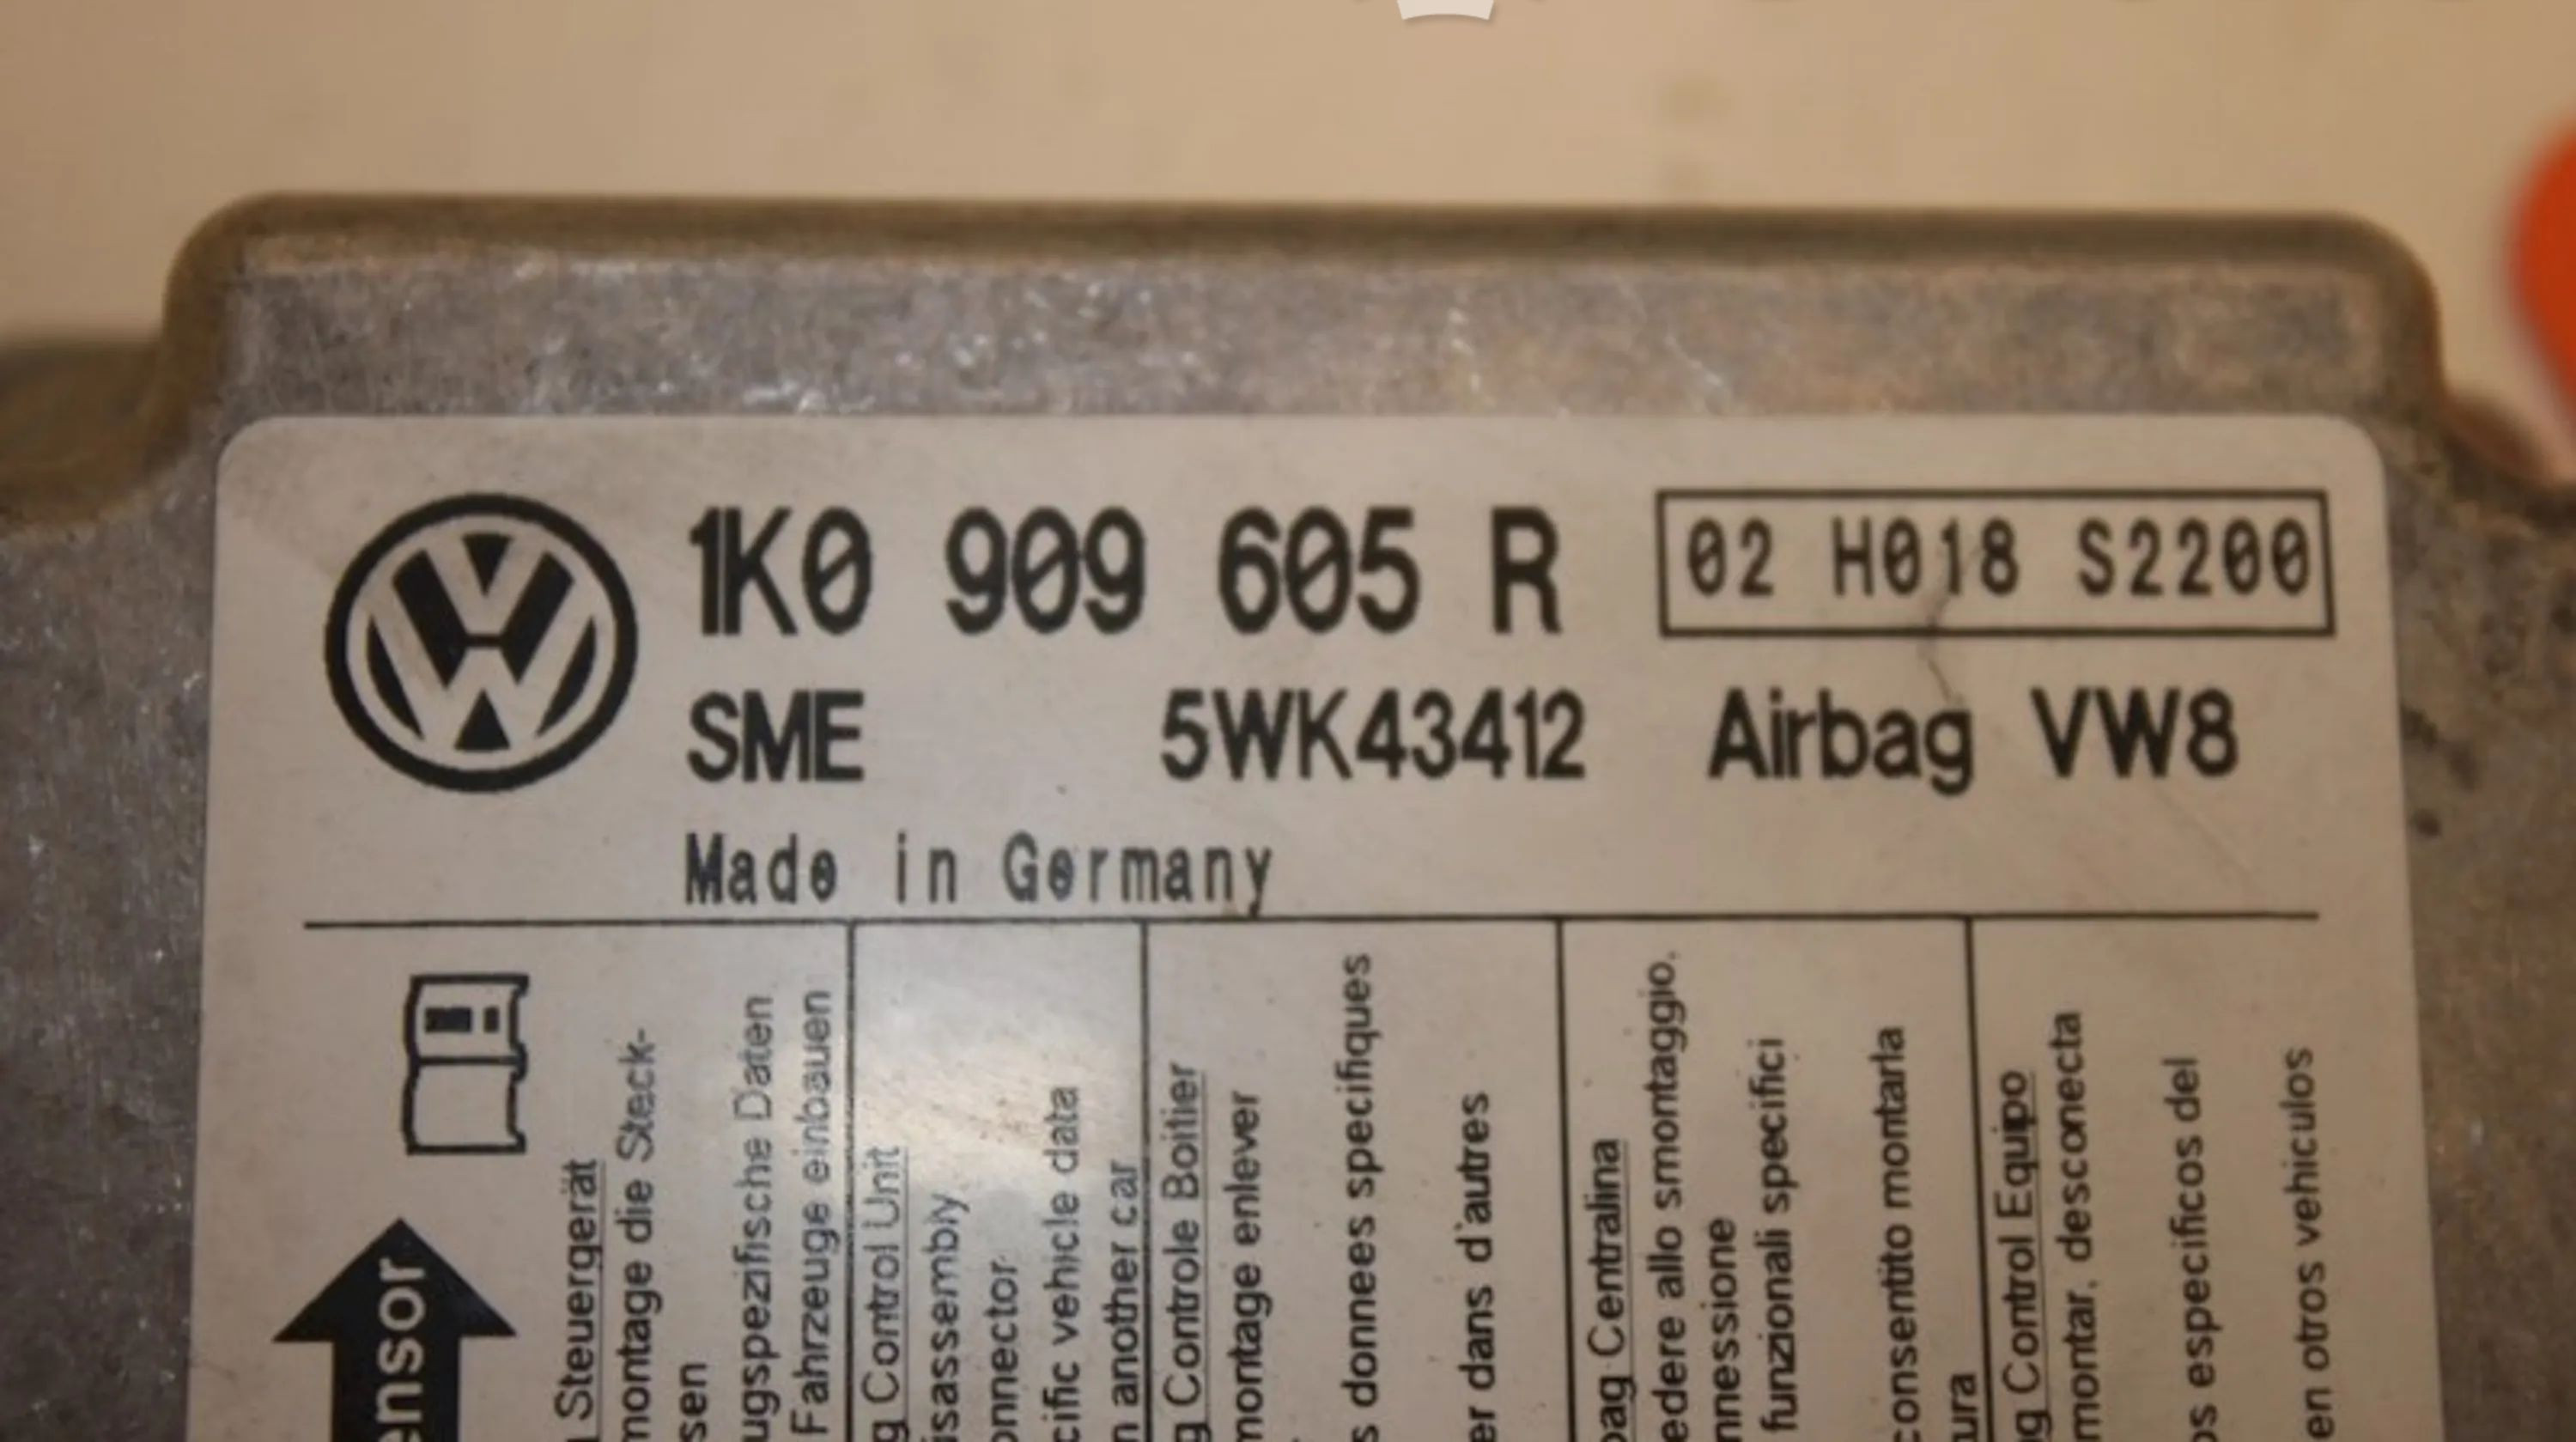 1K0 909 605 R
02 H018 S2200
SME 5WK43412 Airbag VW8
Made in Germany
ensor
Steuergerät
montage die Steck-
sen
ugspezifische Daten
Fahrzeuge einbauen
g Control Unit
isassembly
onnector
cific vehicle data
n another car
g Controle Boitier
montage enlever
s donnees specifiques
er dans d'autres
bag Centralina
edere allo smontaggio.
nnessione
funzionali specifici
consentito montarla
ura
ng Control Equipo
montar, desconecta
os especificos del
en otros vehiculos